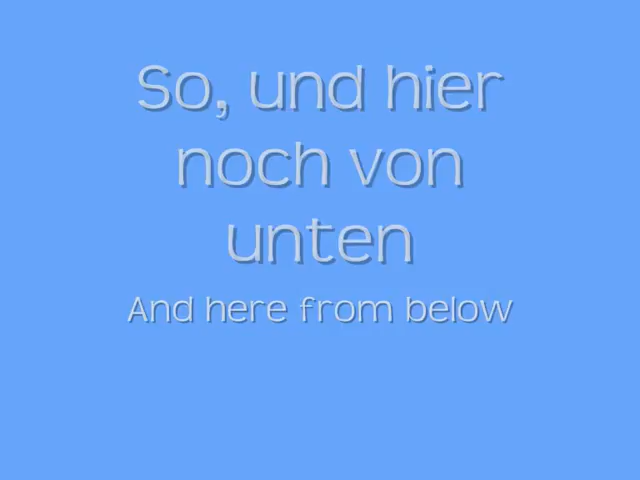 So, und hier
noch von
unten
And here from below